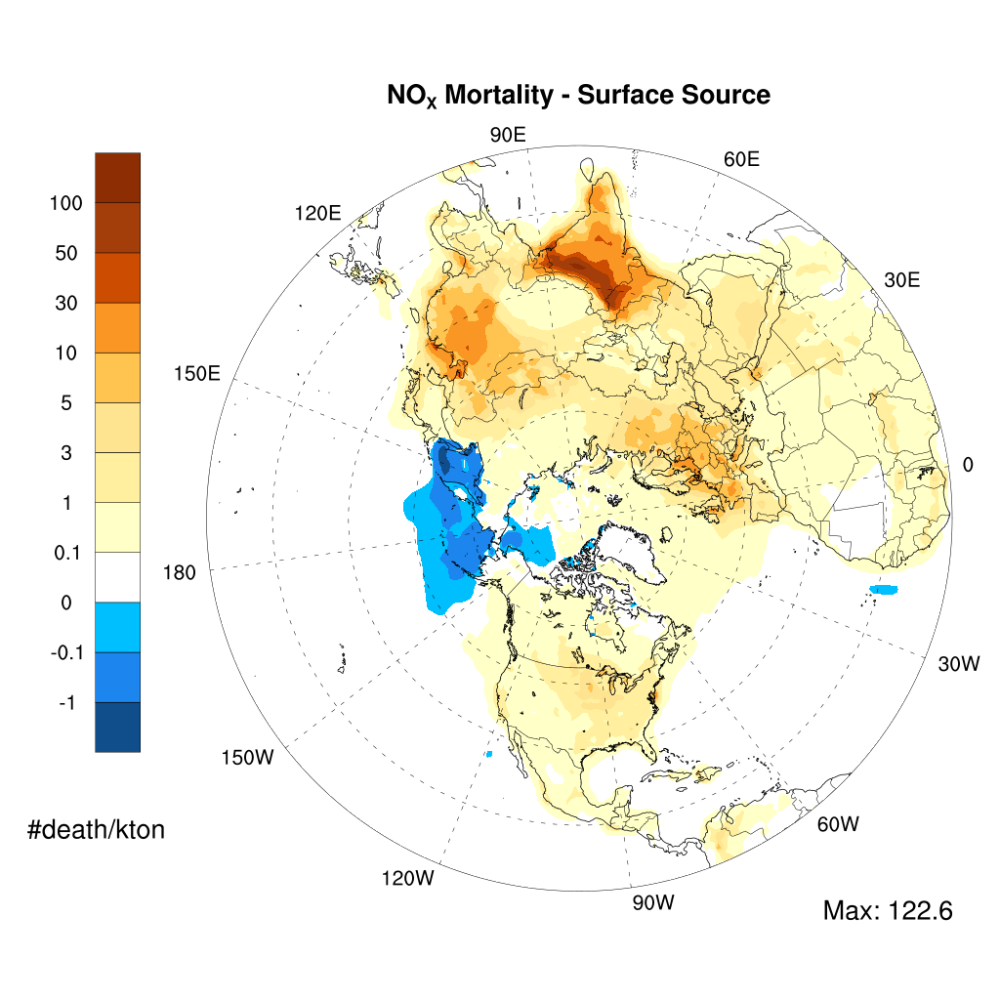 NOX Mortality - Surface Source
90E
60E
120E
30E
150E
0
180
30W
150W
60W
120W
90W
100
50
30
10
5
3
1
0.1
0
-0.1
-1
#death/kton
Max: 122.6